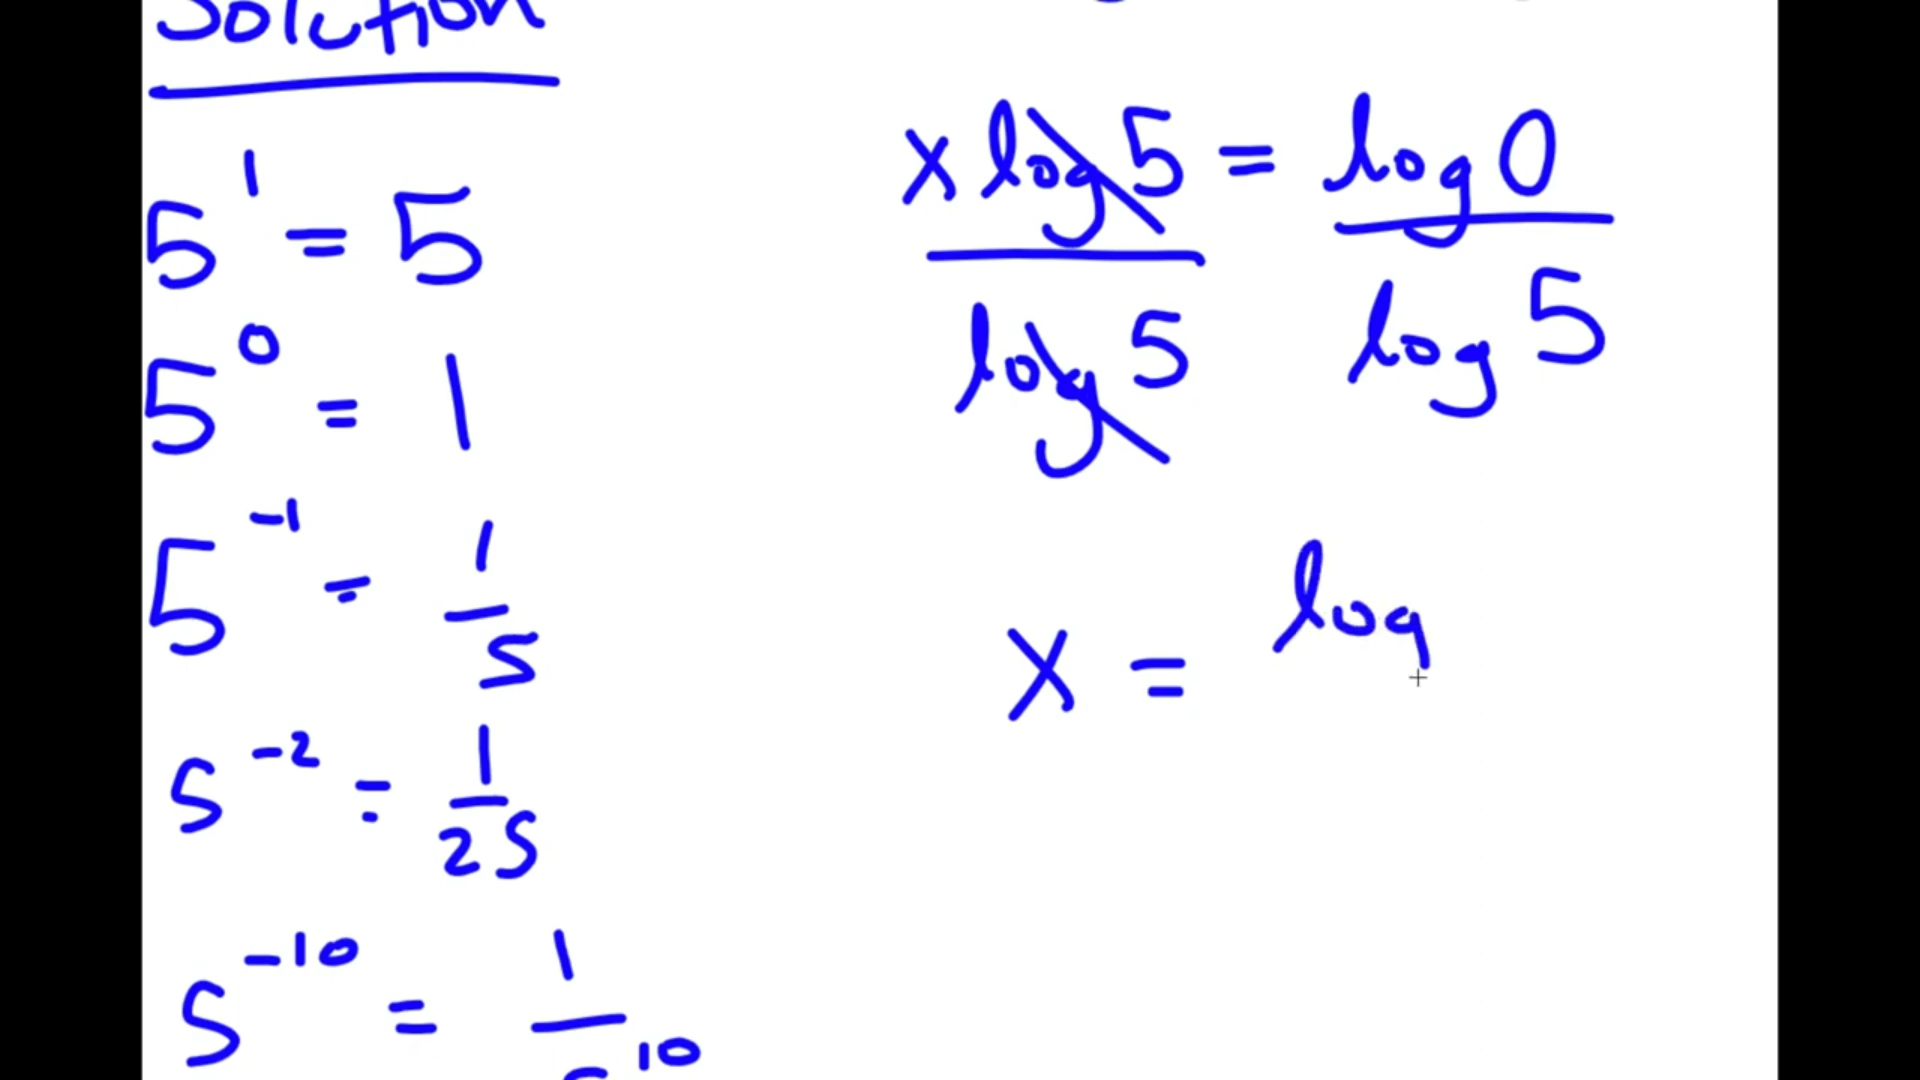 Solution
5^1 = 5
5^0 = 1
5^-1 = 1/5
5^-2 = 1/25
5^-10 = 1/5^10
x log 5 = log 0
log 5 log 5
x = log